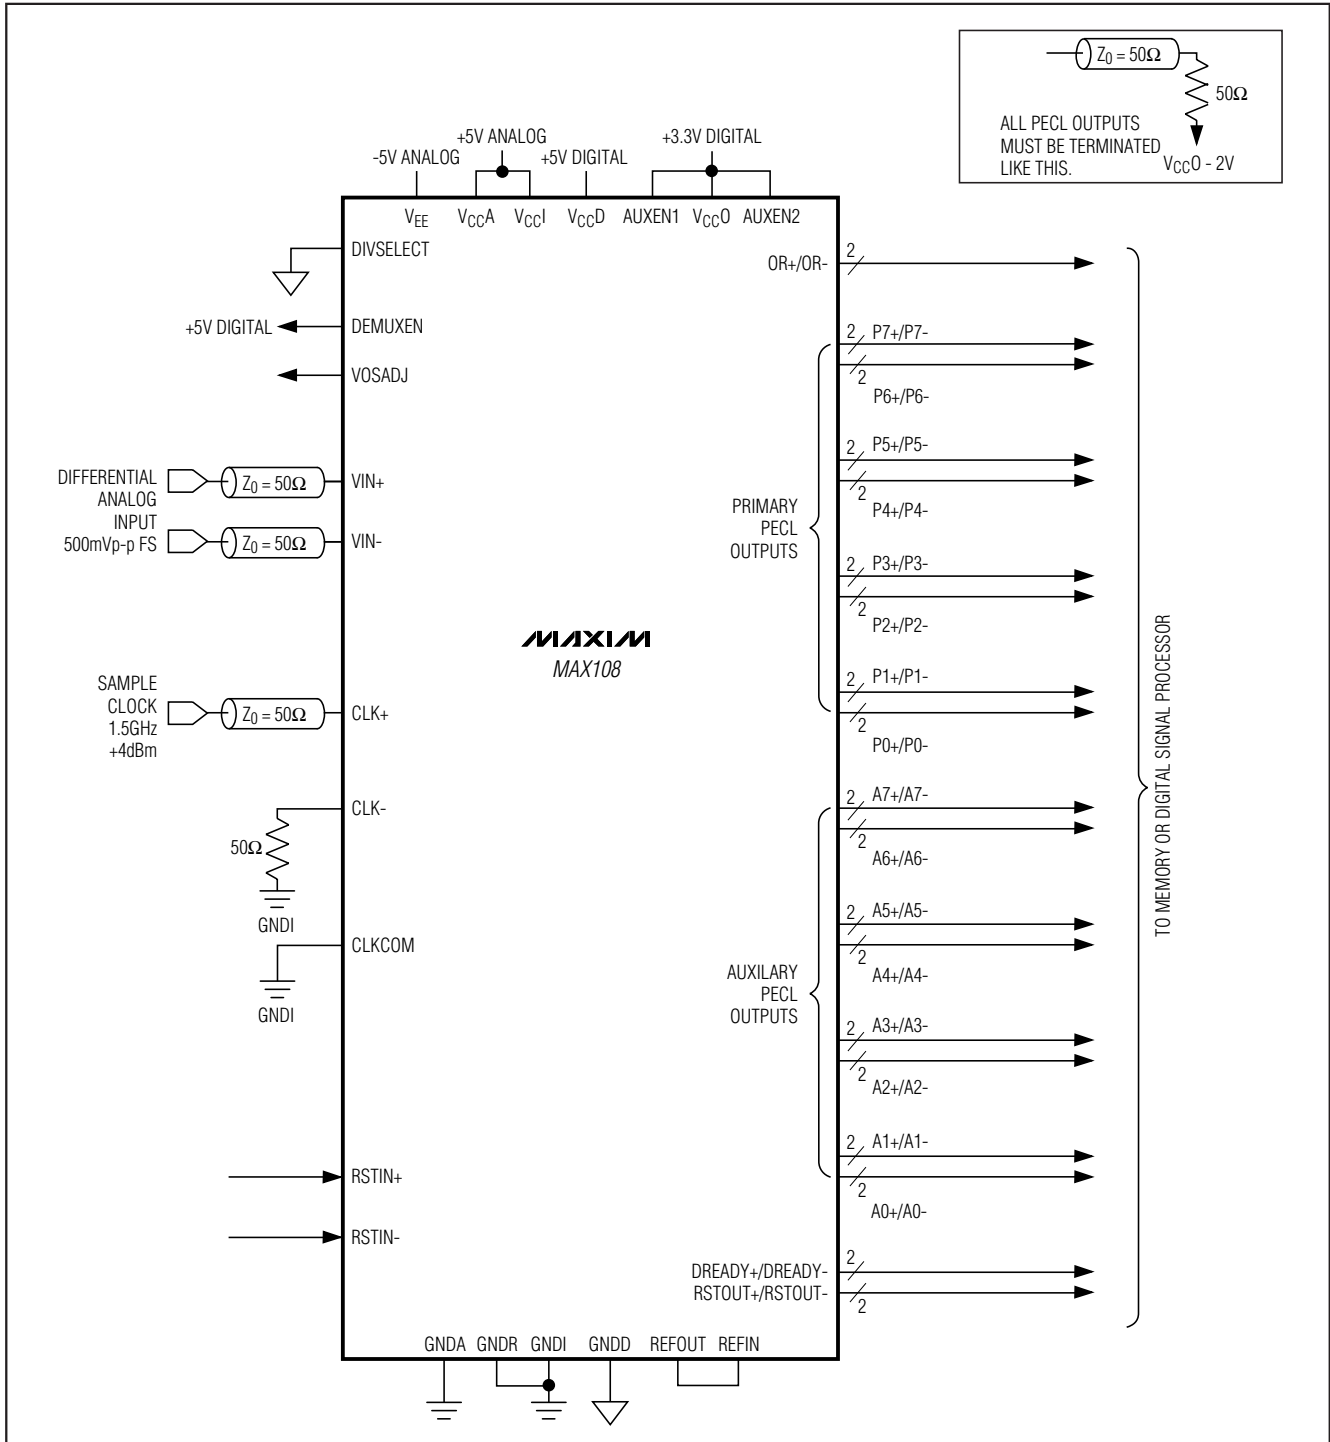 Z0 = 50Ω
50Ω
ALL PECL OUTPUTS
MUST BE TERMINATED
LIKE THIS.
VCCO - 2V
-5V ANALOG
+5V ANALOG
+5V DIGITAL
+3.3V DIGITAL
VEE
VCCA
VCCI
VCCD
AUXEN1
VCCO
AUXEN2
DIVSELECT
+5V DIGITAL
DEMUXEN
VOSADJ
DIFFERENTIAL
ANALOG
INPUT
500mVp-p FS
Z0 = 50Ω
VIN+
Z0 = 50Ω
VIN-
MAXIM
MAX108
SAMPLE
CLOCK
1.5GHz
+4dBm
Z0 = 50Ω
CLK+
CLK-
50Ω
GNDI
CLKCOM
GNDI
RSTIN+
RSTIN-
OR+/OR-
2
PRIMARY
PECL
OUTPUTS
2 P7+/P7-
2
P6+/P6-
2 P5+/P5-
2
P4+/P4-
2 P3+/P3-
2
P2+/P2-
2 P1+/P1-
2
P0+/P0-
AUXILARY
PECL
OUTPUTS
2 A7+/A7-
2
A6+/A6-
2 A5+/A5-
2
A4+/A4-
2 A3+/A3-
2
A2+/A2-
2 A1+/A1-
2
A0+/A0-
DREADY+/DREADY-
2
RSTOUT+/RSTOUT-
2
TO MEMORY OR DIGITAL SIGNAL PROCESSOR
GNDA
GNDR
GNDI
GNDD
REFOUT
REFIN